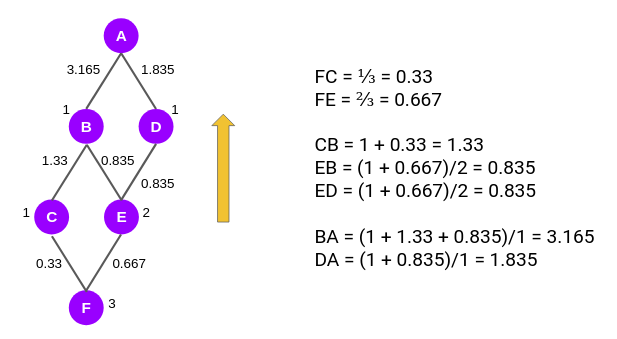 A
3.165 1.835
1 1
B D
1.33 0.835
0.835
1 C E 2
0.33 0.667
F 3
FC = ⅓ = 0.33
FE = ⅔ = 0.667
CB = 1 + 0.33 = 1.33
EB = (1 + 0.667)/2 = 0.835
ED = (1 + 0.667)/2 = 0.835
BA = (1 + 1.33 + 0.835)/1 = 3.165
DA = (1 + 0.835)/1 = 1.835